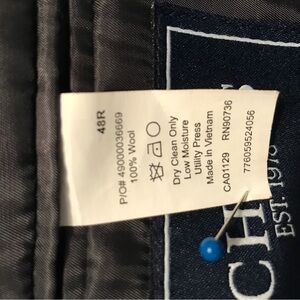 48R
P/O# 49000036669
100% Wool
Dry Clean Only
Low Moisture
Utility Press
Made in Vietnam
CA01129 RN90736
776059524056
CH
EST. 1978